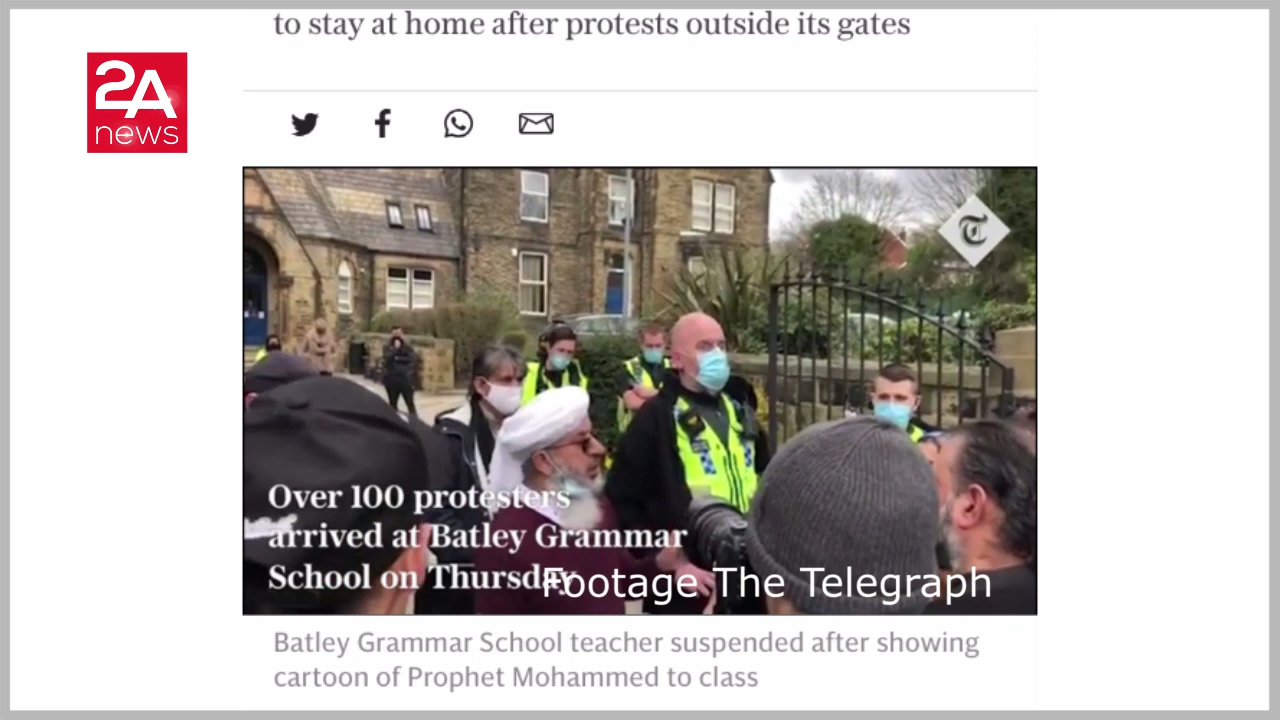 to stay at home after protests outside its gates
2A
news
Over 100 protesters
arrived at Batley Grammar
School on Thursday
Footage The Telegraph
Batley Grammar School teacher suspended after showing
cartoon of Prophet Mohammed to class